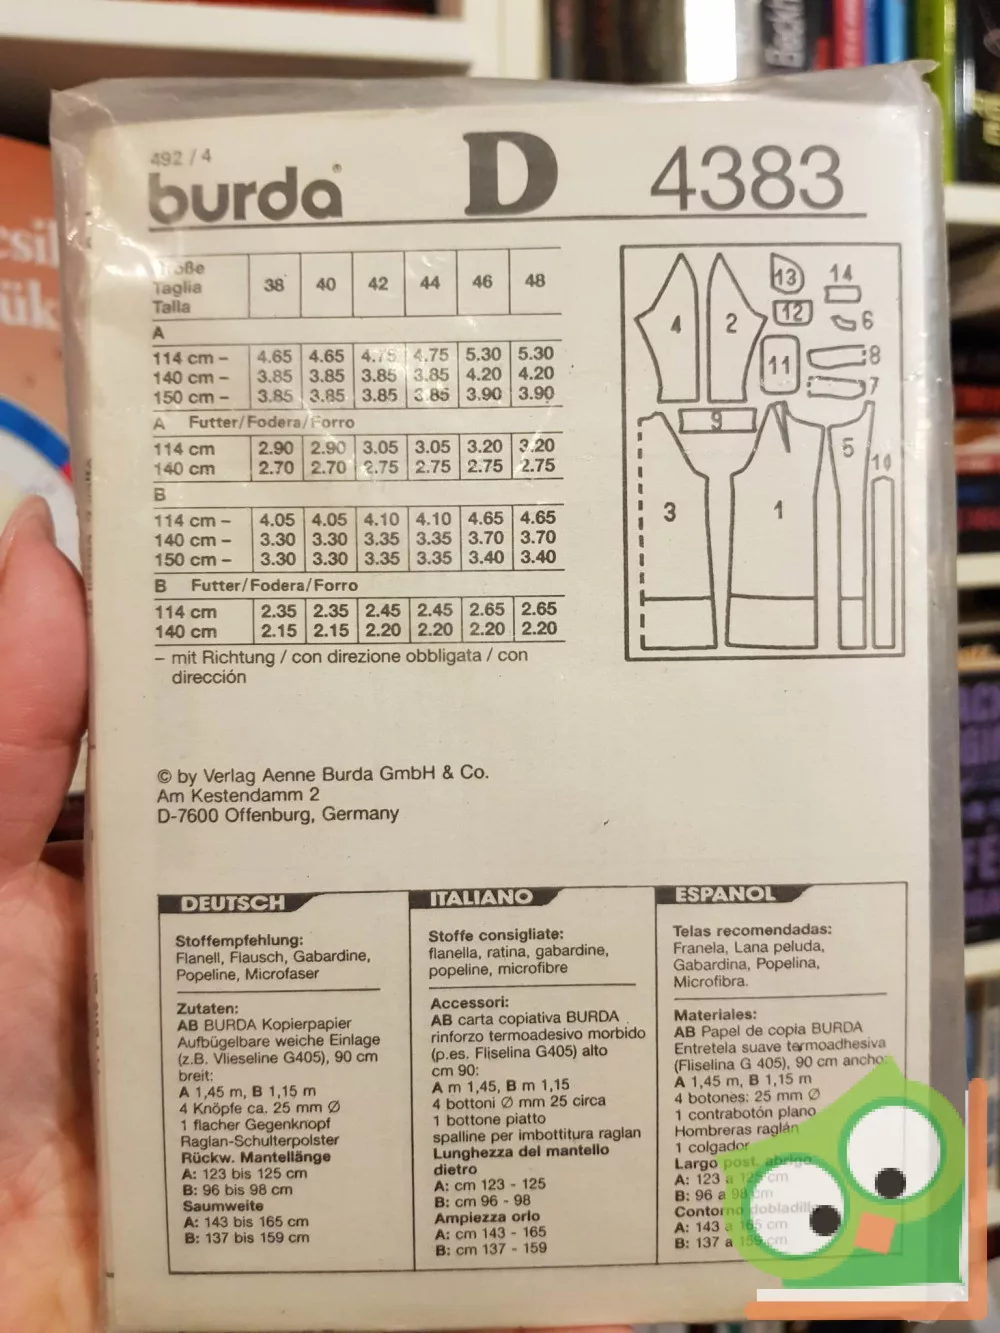 492 / 4
burda D 4383
Taglia
Talla
38 40 42 44 46 48
A
114 cm – 4.65 4.65 4.75 4.75 5.30 5.30
140 cm – 3.85 3.85 3.85 3.85 4.20 4.20
150 cm – 3.85 3.85 3.85 3.85 3.90 3.90
A Futter/Fodera/Forro
114 cm 2.90 2.90 3.05 3.05 3.20 3.20
140 cm 2.70 2.70 2.75 2.75 2.75 2.75
B
114 cm – 4.05 4.05 4.10 4.10 4.65 4.65
140 cm – 3.30 3.30 3.35 3.35 3.70 3.70
150 cm – 3.30 3.30 3.35 3.35 3.40 3.40
B Futter/Fodera/Forro
114 cm 2.35 2.35 2.45 2.45 2.65 2.65
140 cm 2.15 2.15 2.20 2.20 2.20 2.20
– mit Richtung / con direzione obbligata / con
dirección
4 2 13 14
12 6
11 8
7
9 5 10
3 1
© by Verlag Aenne Burda GmbH & Co.
Am Kestendamm 2
D-7600 Offenburg, Germany
DEUTSCH
Stoffempfehlung:
Flanell, Flausch, Gabardine,
Popeline, Microfaser
Zutaten:
AB BURDA Kopierpapier
Aufbügelbare weiche Einlage
(z.B. Vlieseline G405), 90 cm
breit:
A 1,45 m, B 1,15 m
4 Knöpfe ca. 25 mm Ø
1 flacher Gegenknopf
Raglan-Schulterpolster
Rückw. Mantellänge
A: 123 bis 125 cm
B: 96 bis 98 cm
Saumweite
A: 143 bis 165 cm
B: 137 bis 159 cm
ITALIANO
Stoffe consigliate:
flanella, ratina, gabardine,
popeline, microfibre
Accessori:
AB carta copiativa BURDA
rinforzo termoadesivo morbido
(p.es. Fliselina G405) alto
cm 90:
A m 1,45, B m 1,15
4 bottoni Ø mm 25 circa
1 bottone piatto
spalline per imbottitura raglan
Lunghezza del mantello
dietro
A: cm 123 - 125
B: cm 96 - 98
Ampiezza orlo
A: cm 143 - 165
B: cm 137 - 159
ESPANOL
Telas recomendadas:
Franela, Lana peluda,
Gabardina, Popelina,
Microfibra.
Materiales:
AB Papel de copia BURDA
Entretela suave termoadhesiva
(Fliselina G 405), 90 cm ancho:
A 1,45 m, B 1,15 m
4 botones: 25 mm Ø
1 contrabotón plano
Hombreras raglán
1 colgador
Largo post. abrigo
A: 123 a 125 cm
B: 96 a 98 cm
Contorno dobladillo
A: 143 a 165 cm
B: 137 a 159 cm